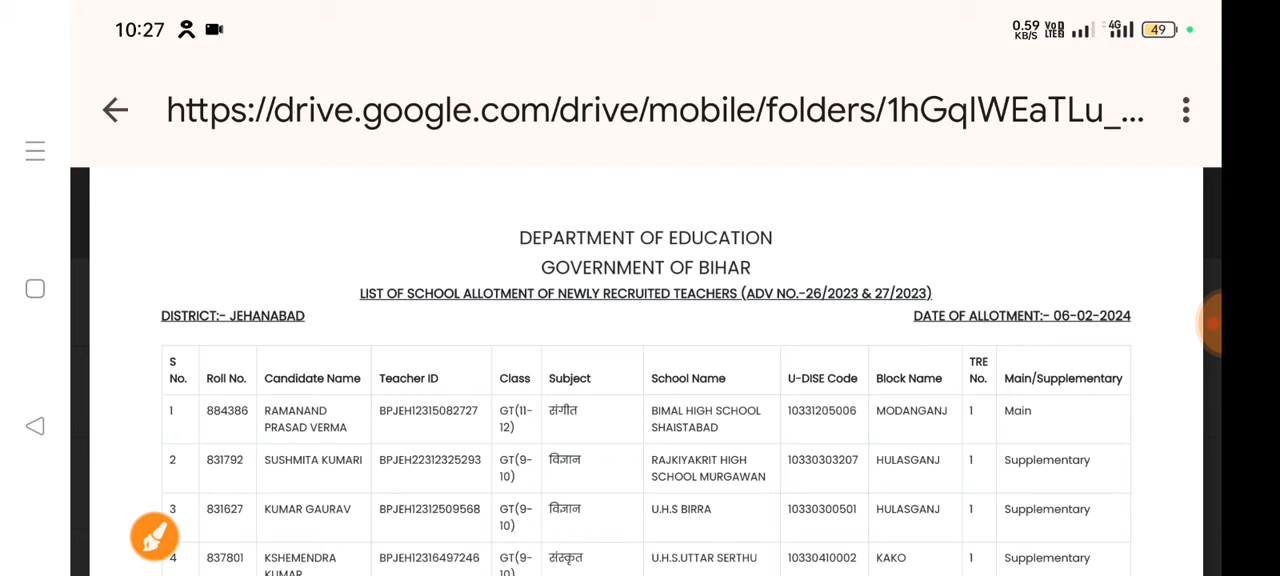 10:27
0.59 KB/S Vo LTE 4G 49
https://drive.google.com/drive/mobile/folders/1hGqlWEaTLu_...
DEPARTMENT OF EDUCATION
GOVERNMENT OF BIHAR
LIST OF SCHOOL ALLOTMENT OF NEWLY RECRUITED TEACHERS (ADV NO.-26/2023 & 27/2023)
DISTRICT:- JEHANABAD DATE OF ALLOTMENT:- 06-02-2024
S No. Roll No. Candidate Name Teacher ID Class Subject School Name U-DISE Code Block Name TRE No. Main/Supplementary
1 884386 RAMANAND PRASAD VERMA BPJEH12315082727 GT(11-12) संगीत BIMAL HIGH SCHOOL SHAISTABAD 10331205006 MODANGANJ 1 Main
2 831792 SUSHMITA KUMARI BPJEH22312325293 GT(9-10) विज्ञान RAJKIYAKRIT HIGH SCHOOL MURGAWAN 10330303207 HULASGANJ 1 Supplementary
3 831627 KUMAR GAURAV BPJEH12312509568 GT(9-10) विज्ञान U.H.S BIRRA 10330300501 HULASGANJ 1 Supplementary
4 837801 KSHEMENDRA KUMAR BPJEH12316497246 GT(9-10) संस्कृत U.H.S.UTTAR SERTHU 10330410002 KAKO 1 Supplementary